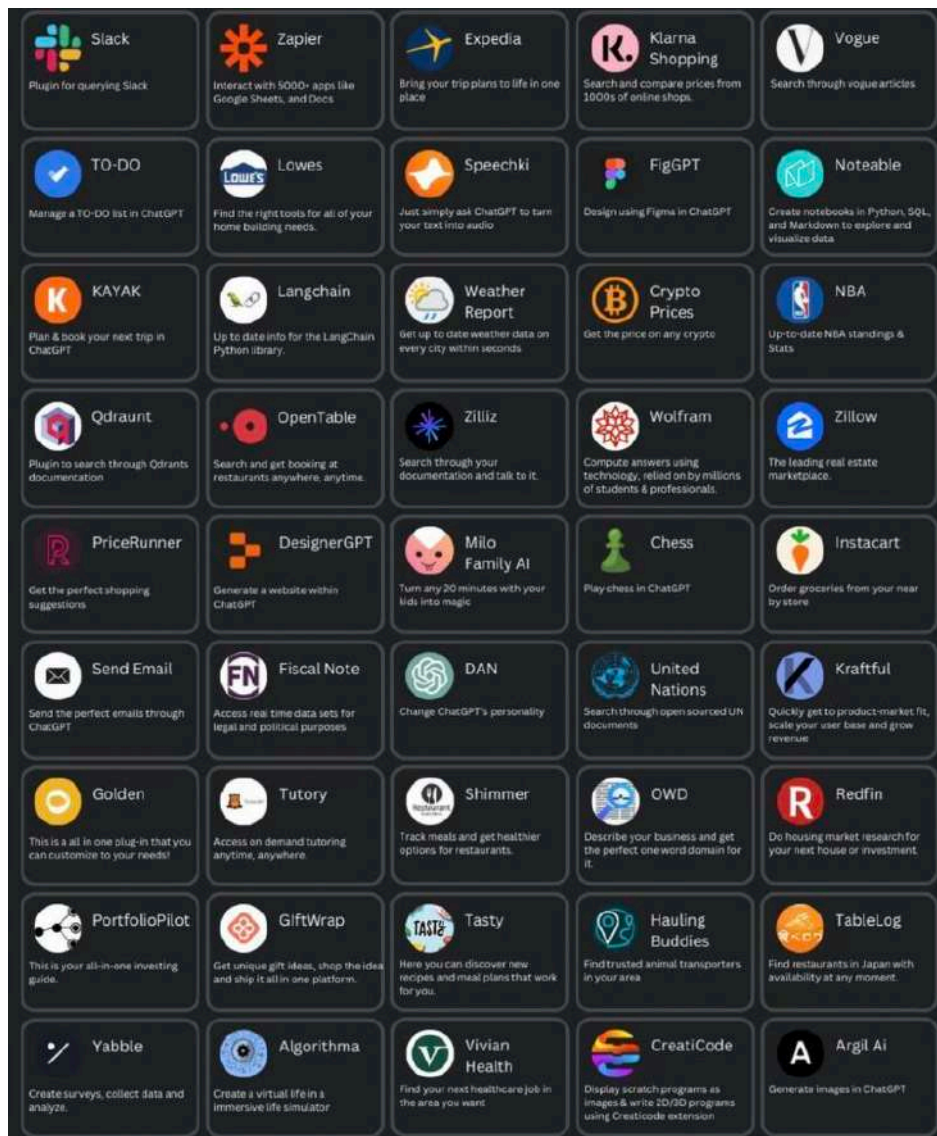 Slack
Plugin for querying Slack
Zapier
Interact with 5000+ apps like
Google Sheets, and Docs
Expedia
Bring your trip plans to life in one
place
K.
Klarna
Shopping
Search and compare prices from
1000s of online shops.
V
Vogue
Search through vogue articles
TO-DO
Manage a TO-DO list in ChatGPT
LOWE'S
Lowes
Find the right tools for all of your
home building needs.
Speechki
Just simply ask ChatGPT to turn
your text into audio
FigGPT
Design using Figma in ChatGPT
Noteable
Create notebooks in Python, SQL,
and Markdown to explore and
visualize data
K
KAYAK
Plan & book your next trip in
ChatGPT
Langchain
Up to date info for the LangChain
Python library.
Weather
Report
Get up to date weather data on
every city within seconds
Crypto
Prices
Get the price on any crypto
NBA
Up-to-date NBA standings &
Stats
Qdraunt
Plugin to search through Qdrants
documentation
OpenTable
Search and get booking at
restaurants anywhere, anytime.
Zilliz
Search through your
documentation and talk to it.
Wolfram
Compute answers using
technology, relied on by millions
of students & professionals.
Zillow
The leading real estate
marketplace.
PriceRunner
Get the perfect shopping
suggestions
DesignerGPT
Generate a website within
ChatGPT
Milo
Family AI
Turn any 20 minutes with your
kids into magic
Chess
Play chess in ChatGPT
Instacart
Order groceries from your near
by store
Send Email
Send the perfect emails through
ChatGPT
FN
Fiscal Note
Access real time data sets for
legal and political purposes
DAN
Change ChatGPT's personality
United
Nations
Search through open sourced UN
documents
Kraftful
Quickly get to product-market fit,
scale your user base and grow
revenue
Golden
This is a all in one plug-in that you
can customize to your needs!
Tutory
Access on demand tutoring
anytime, anywhere.
Restaurant
Shimmer
Track meals and get healthier
options for restaurants.
OWD
Describe your business and get
the perfect one word domain for
it.
R
Redfin
Do housing market research for
your next house or investment
PortfolioPilot
This is your all-in-one investing
guide.
GIftWrap
Get unique gift ideas, shop the idea
and ship it all in one platform.
TASTY
Tasty
Here you can discover new
recipes and meal plans that work
for you.
Hauling
Buddies
Find trusted animal transporters
in your area
TableLog
Find restaurants in Japan with
availability at any moment.
Yabble
Create surveys, collect data and
analyze.
Algorithma
Create a virtual life in a
immersive life simulator
V
Vivian
Health
Find your next healthcare job in
the area you want
CreatiCode
Display scratch programs as
images & write 2D/3D programs
using Creaticode extension
A
Argil Ai
Generate images in ChatGPT